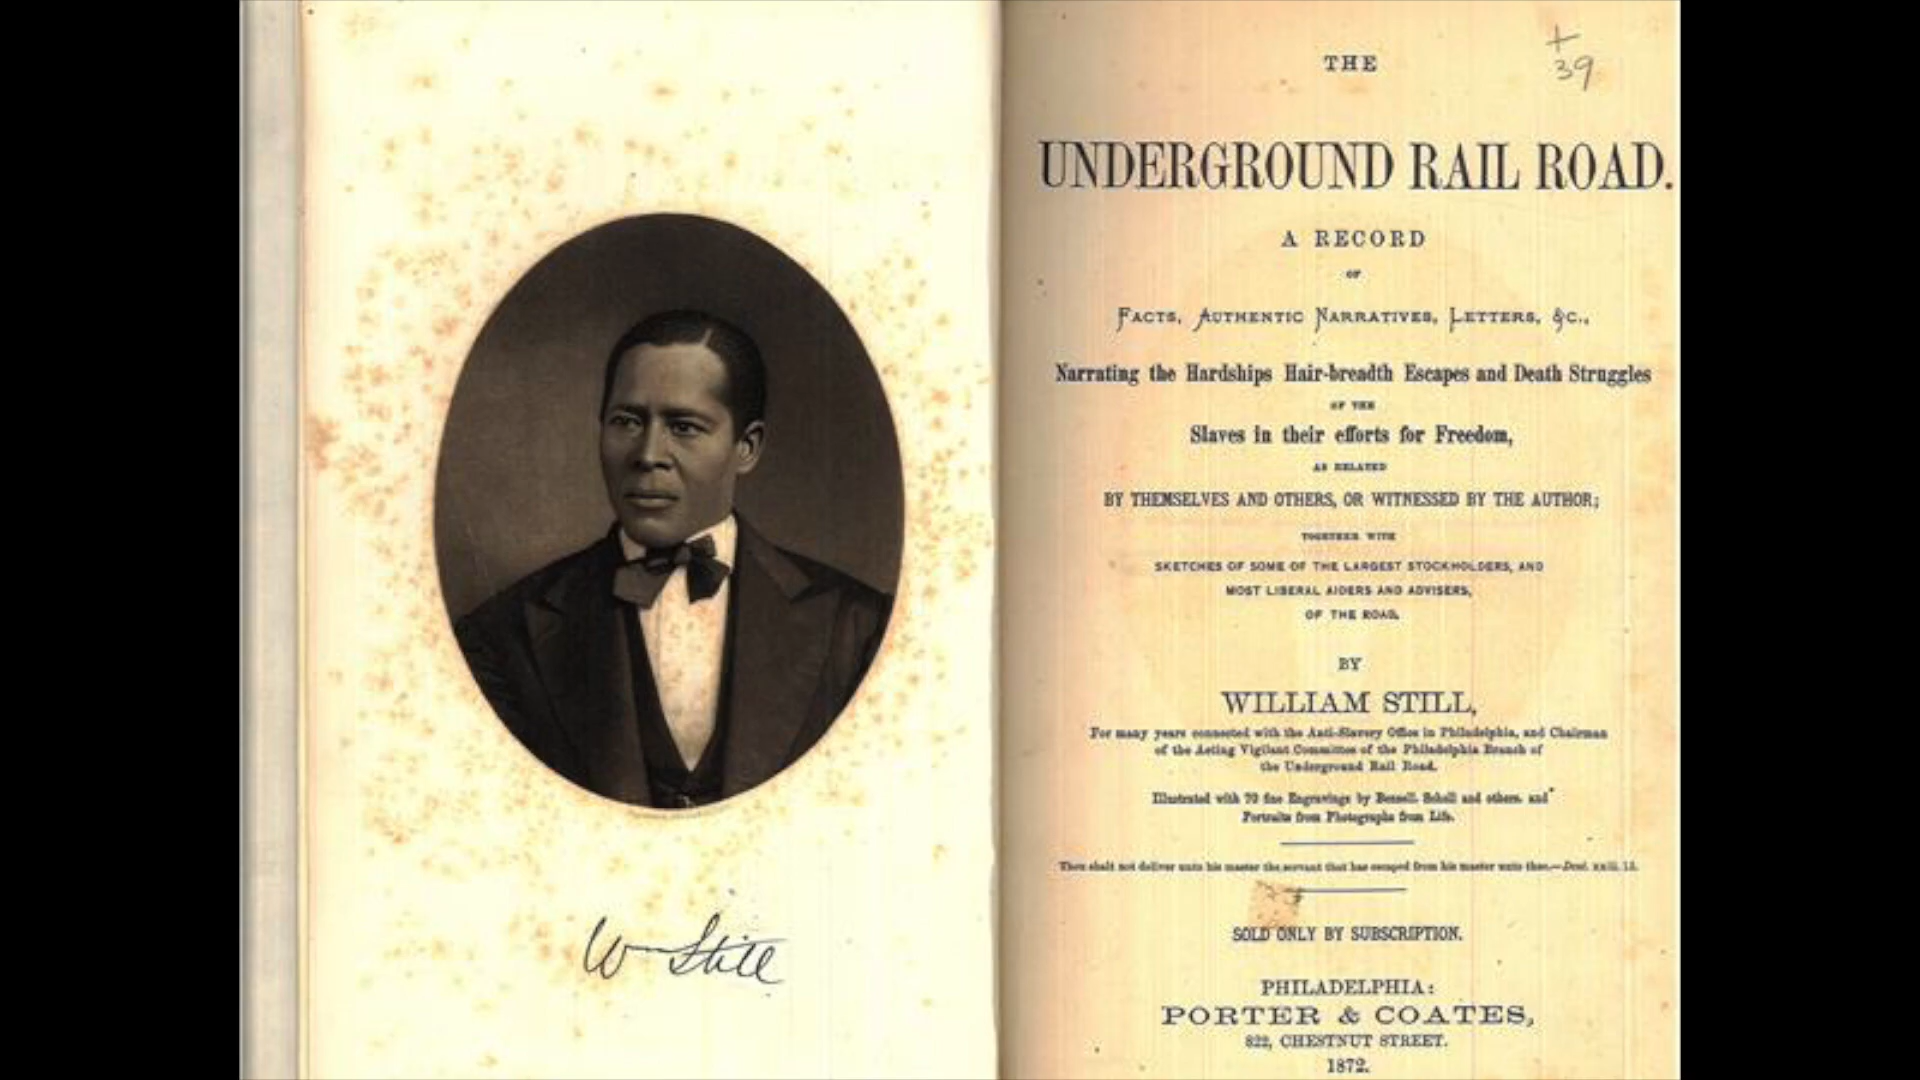 Wm Still
+
39
THE
UNDERGROUND RAIL ROAD.
A RECORD
OF
FACTS, AUTHENTIC NARRATIVES, LETTERS, &C.,
Narrating the Hardships Hair-breadth Escapes and Death Struggles
OF THE
Slaves in their efforts for Freedom,
AS RELATED
BY THEMSELVES AND OTHERS, OR WITNESSED BY THE AUTHOR;
TOGETHER WITH
SKETCHES OF SOME OF THE LARGEST STOCKHOLDERS, AND
MOST LIBERAL AIDERS AND ADVISERS,
OF THE ROAD.
BY
WILLIAM STILL,
For many years connected with the Anti-Slavery Office in Philadelphia, and Chairman
of the Acting Vigilant Committee of the Philadelphia Branch of
the Underground Rail Road.
Illustrated with 70 fine Engravings by Bensell, Schell and others, and
Portraits from Photographs from Life.
Thou shalt not deliver unto his master the servant that has escaped from his master unto thee.—Deut. xxiii. 15.
SOLD ONLY BY SUBSCRIPTION.
PHILADELPHIA:
PORTER & COATES,
822, CHESTNUT STREET.
1872.